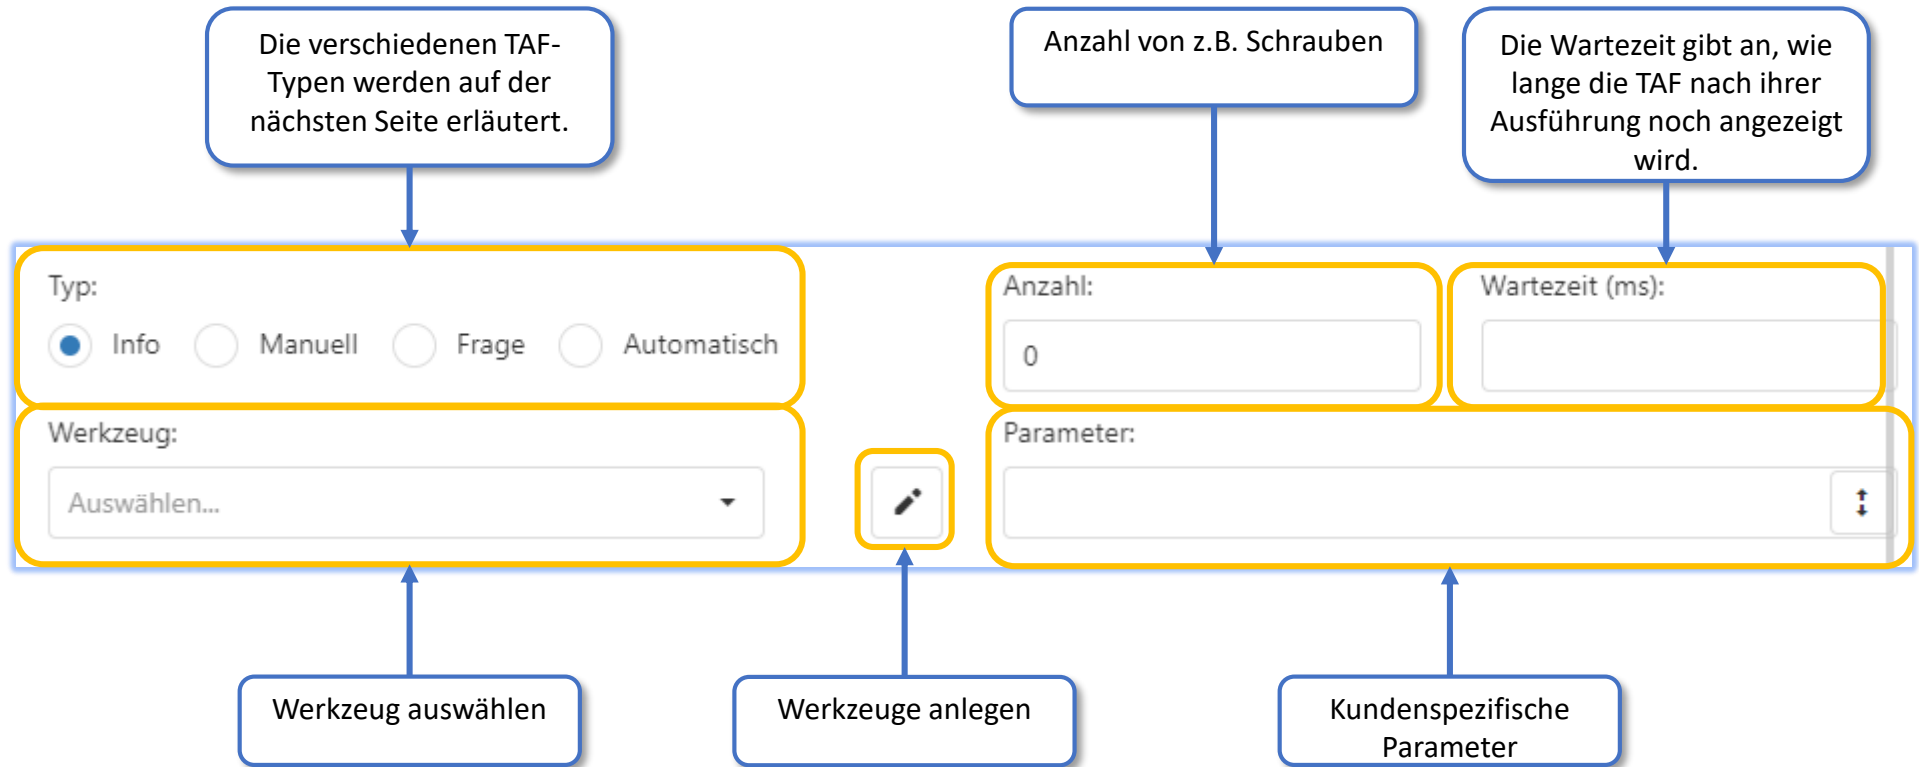 Die verschiedenen TAF-
Typen werden auf der
nächsten Seite erläutert.
Anzahl von z.B. Schrauben
Die Wartezeit gibt an, wie
lange die TAF nach ihrer
Ausführung noch angezeigt
wird.
Typ:
Info Manuell Frage Automatisch
Anzahl:
0
Wartezeit (ms):
Werkzeug:
Auswählen...
Parameter:
Werkzeug auswählen
Werkzeuge anlegen
Kundenspezifische
Parameter